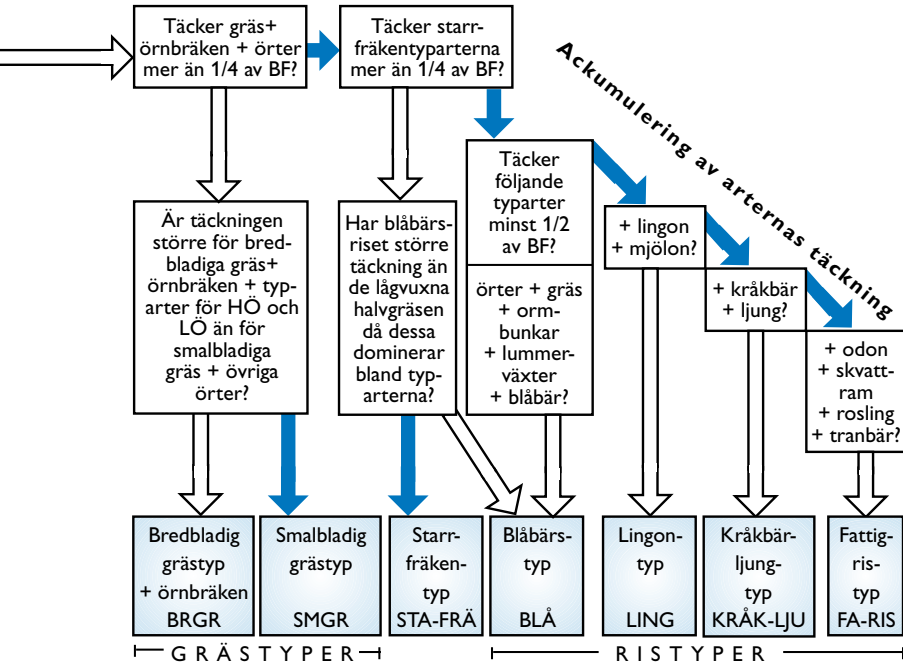 Täcker gräs+
örnbräken + örter
mer än 1/4 av BF?
Täcker starr-
fräkentyparterna
mer än 1/4 av BF?
Ackumulering av arternas täckning
Täcker
följande
typarter
minst 1/2
av BF?
örter + gräs
+ orm-
bunkar
+ lummer-
växter
+ blåbär?
+ lingon
+ mjölon?
+ kråkbär
+ ljung?
+ odon
+ skvatt-
ram
+ rosling
+ tranbär?
Är täckningen
större för bred-
bladiga gräs+
örnbräken + typ-
arter för HÖ och
LÖ än för
smalbladiga
gräs + övriga
örter?
Har blåbärs-
riset större
täckning än
de lågvuxna
halvgräsen
då dessa
dominerar
bland typ-
arterna?
Bredbladig
grästyp
+ örnbräken
BRGR
Smalbladig
grästyp
SMGR
Starr-
fräken-
typ
STA-FRÄ
Blåbärs-
typ
BLÅ
Lingon-
typ
LING
Kråkbär-
ljung-
typ
KRÅK-LJU
Fattig-
ris-
typ
FA-RIS
GRÄSTYPER
RISTYPER